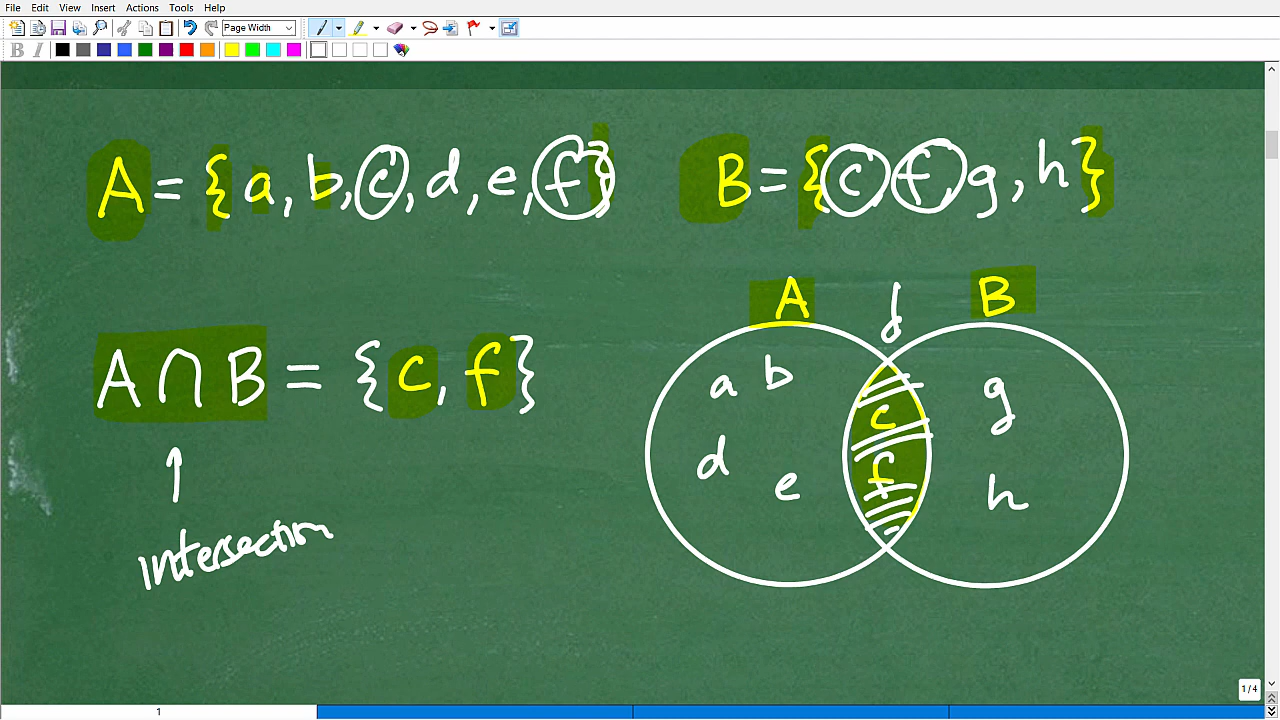 File Edit View Insert Actions Tools Help
Page Width
B I
A = { a, b, c, d, e, f } B = { c, f, g, h }
A B
A ∩ B = { c, f }
a b
c
g
d
e
f
h
intersection
1 / 4
1